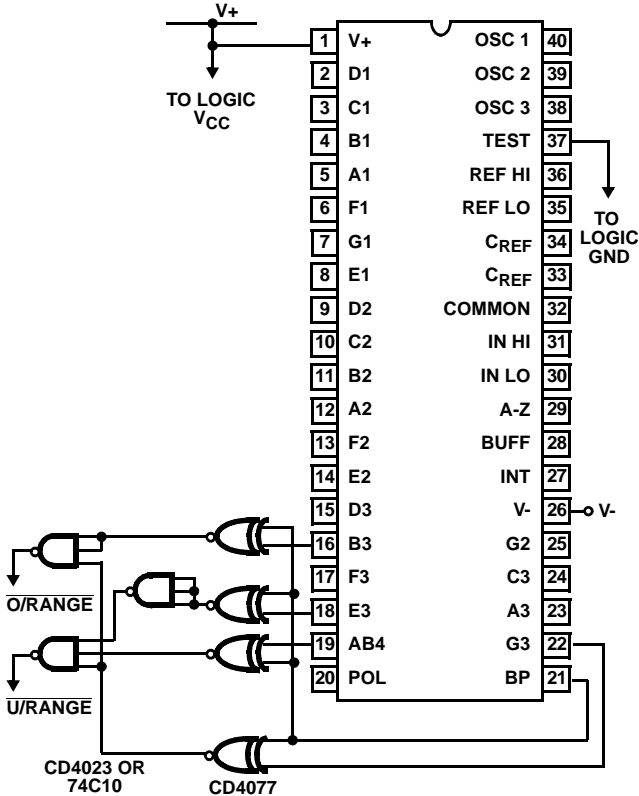 V+
TO LOGIC
VCC
1 V+
2 D1
3 C1
4 B1
5 A1
6 F1
7 G1
8 E1
9 D2
10 C2
11 B2
12 A2
13 F2
14 E2
15 D3
16 B3
17 F3
18 E3
19 AB4
20 POL
OSC 1 40
OSC 2 39
OSC 3 38
TEST 37
REF HI 36
REF LO 35
CREF 34
CREF 33
COMMON 32
IN HI 31
IN LO 30
A-Z 29
BUFF 28
INT 27
V- 26
G2 25
C3 24
A3 23
G3 22
BP 21
TO
LOGIC
GND
V-
O/RANGE
U/RANGE
CD4023 OR
74C10
CD4077